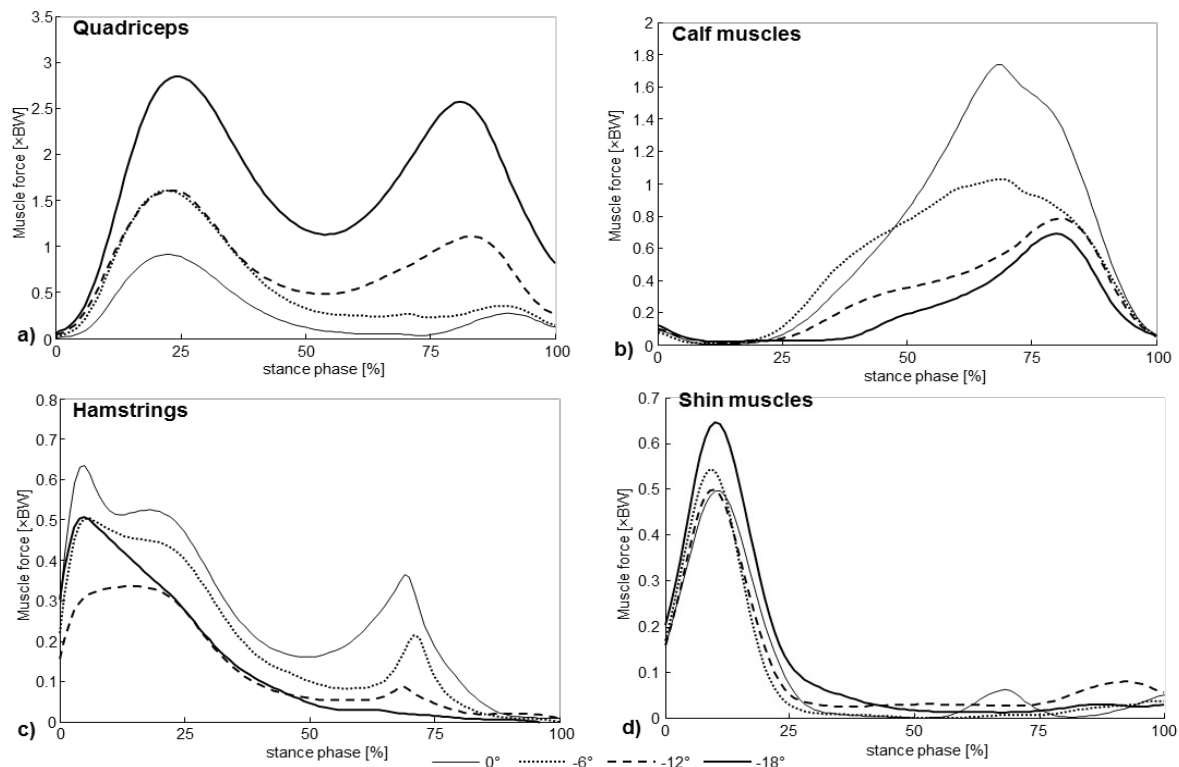 Quadriceps
Muscle force [×BW]
3.5
3
2.5
2
1.5
1
0.5
0
0 25 50 75 100
stance phase [%]
a)
Calf muscles
Muscle force [×BW]
2
1.8
1.6
1.4
1.2
1
0.8
0.6
0.4
0.2
0
0 25 50 75 100
stance phase [%]
b)
Hamstrings
Muscle force [×BW]
0.8
0.7
0.6
0.5
0.4
0.3
0.2
0.1
0
0 25 50 75 100
stance phase [%]
c)
Shin muscles
Muscle force [×BW]
0.7
0.6
0.5
0.4
0.3
0.2
0.1
0
0 25 50 75 100
stance phase [%]
d)
0° -6° -12° -18°